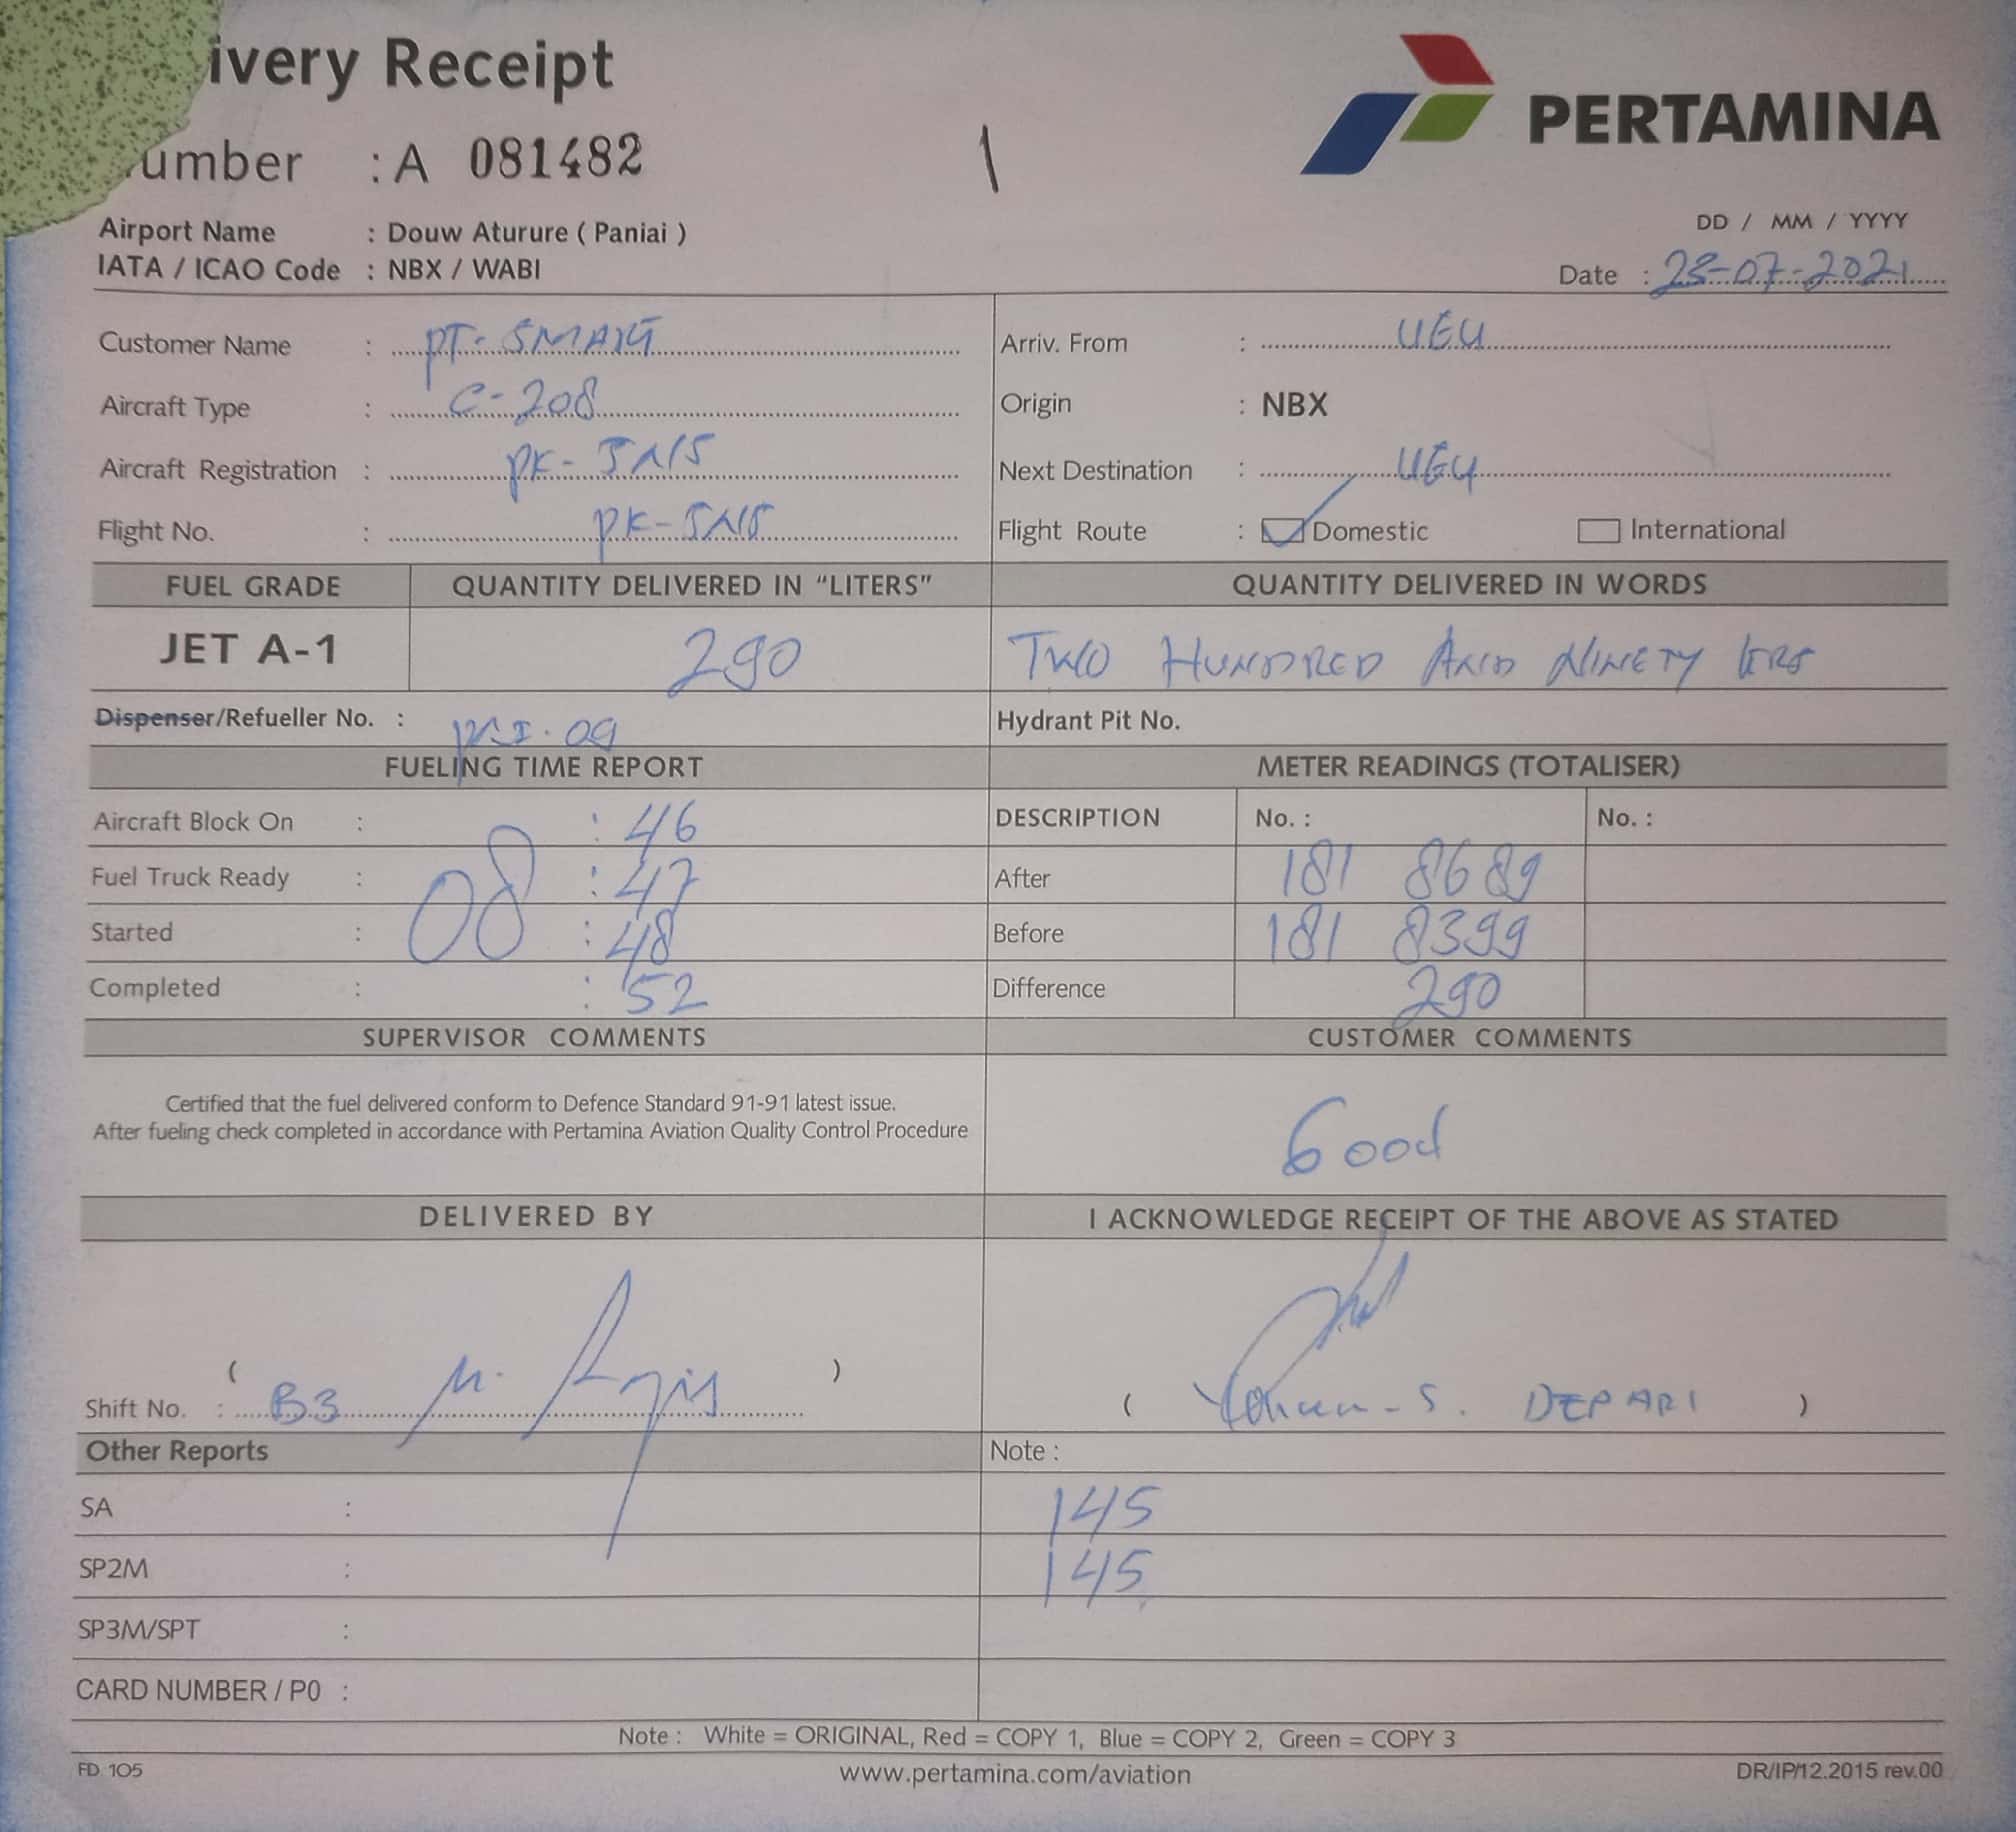 ivery Receipt
PERTAMINA
umber : A 081482
Airport Name : Douw Aturure ( Paniai )
DD / MM / YYYY
IATA / ICAO Code : NBX / WABI
Date : 23-07-2021
Customer Name : PT. SMART
Arriv. From : UEU
Aircraft Type : C-208
Origin : NBX
Aircraft Registration : PK-
Next Destination : UEU
Flight No. : PK-
Flight Route : Domestic International
FUEL GRADE QUANTITY DELIVERED IN "LITERS" QUANTITY DELIVERED IN WORDS
JET A-1 290 TWO HUNDRED AND NINETY LTRS
Dispenser/Refueller No. : 09
Hydrant Pit No.
FUELING TIME REPORT METER READINGS (TOTALISER)
Aircraft Block On : 08 : 46
DESCRIPTION No. : No. :
Fuel Truck Ready : : 47
After 181 8689
Started : : 48
Before 181 8399
Completed : : 52
Difference 290
SUPERVISOR COMMENTS CUSTOMER COMMENTS
Certified that the fuel delivered conform to Defence Standard 91-91 latest issue.
After fueling check completed in accordance with Pertamina Aviation Quality Control Procedure
Good
DELIVERED BY I ACKNOWLEDGE RECEIPT OF THE ABOVE AS STATED
( )
Shift No. : B3 M.
( S. DEPARI )
Other Reports Note :
SA : 145
SP2M : 145
SP3M/SPT :
CARD NUMBER / P0 :
Note : White = ORIGINAL, Red = COPY 1, Blue = COPY 2, Green = COPY 3
FD 105 www.pertamina.com/aviation DR/IP/12.2015 rev.00